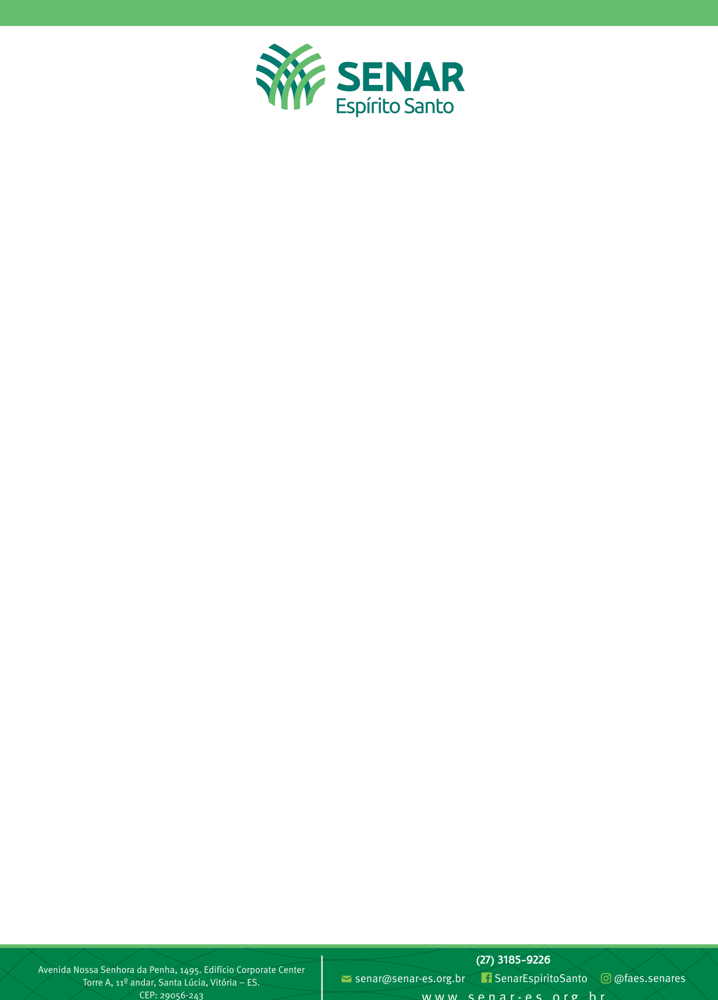 SENAR
Espírito Santo
Avenida Nossa Senhora da Penha, 1495. Edifício Corporate Center
Torre A, 11º andar, Santa Lúcia, Vitória – ES.
CEP: 29056-243
(27) 3185-9226
senar@senar-es.org.br SenarEspiritoSanto @faes.senares
www.senar-es.org.br